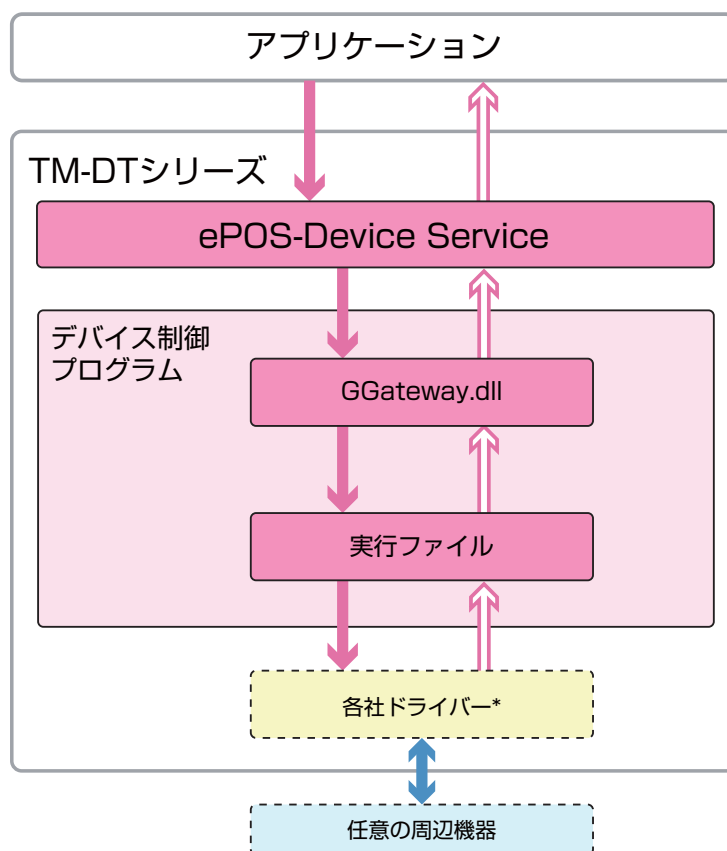 アプリケーション
TM-DTシリーズ
ePOS-Device Service
デバイス制御
プログラム
GGateway.dll
実行ファイル
各社ドライバー*
任意の周辺機器